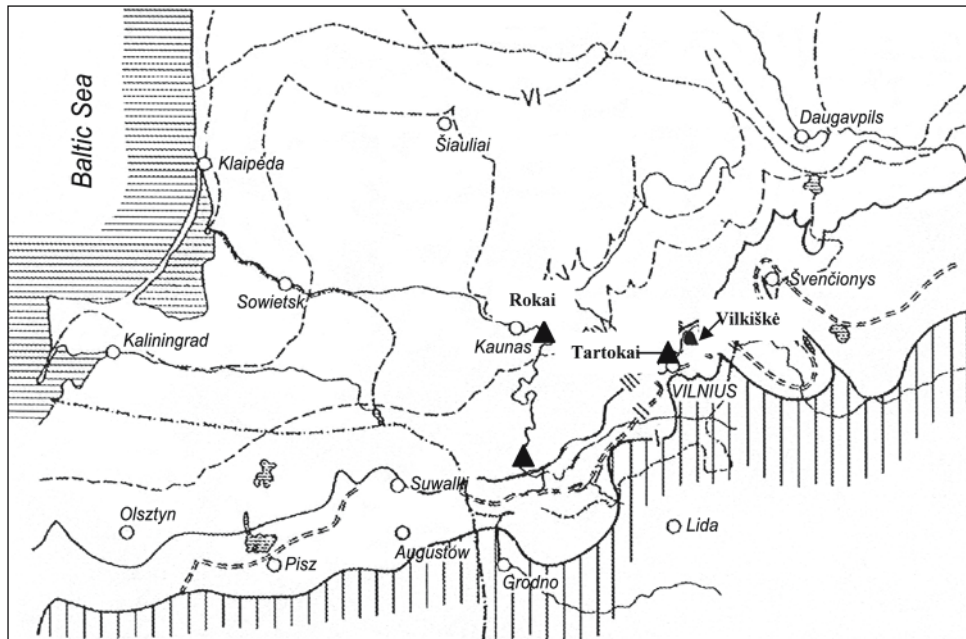 Baltic Sea
VI
Daugavpils
Šiauliai
Klaipėda
Švenčionys
Sowietsk
Rokai
Vilkiškė
Kaliningrad
Kaunas
Tartokai
VILNIUS
Suwałki
Olsztyn
Lida
Augustów
Pisz
Grodno